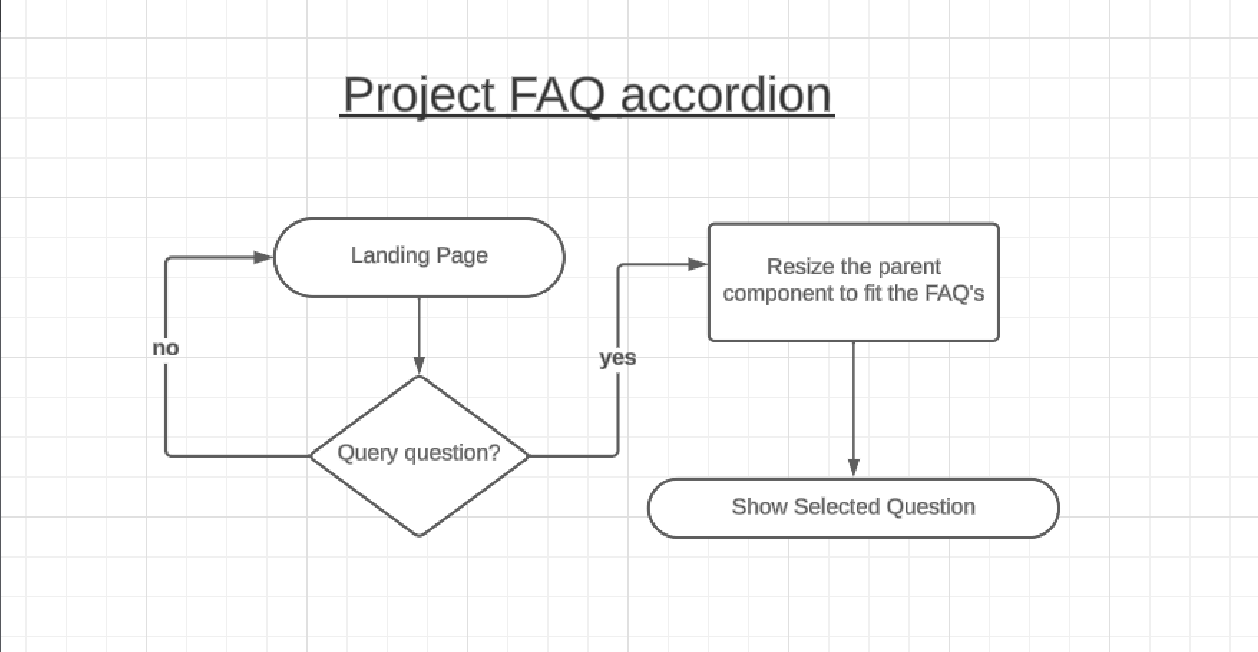 Project FAQ accordion
Landing Page
no
Query question?
yes
Resize the parent
component to fit the FAQ's
Show Selected Question